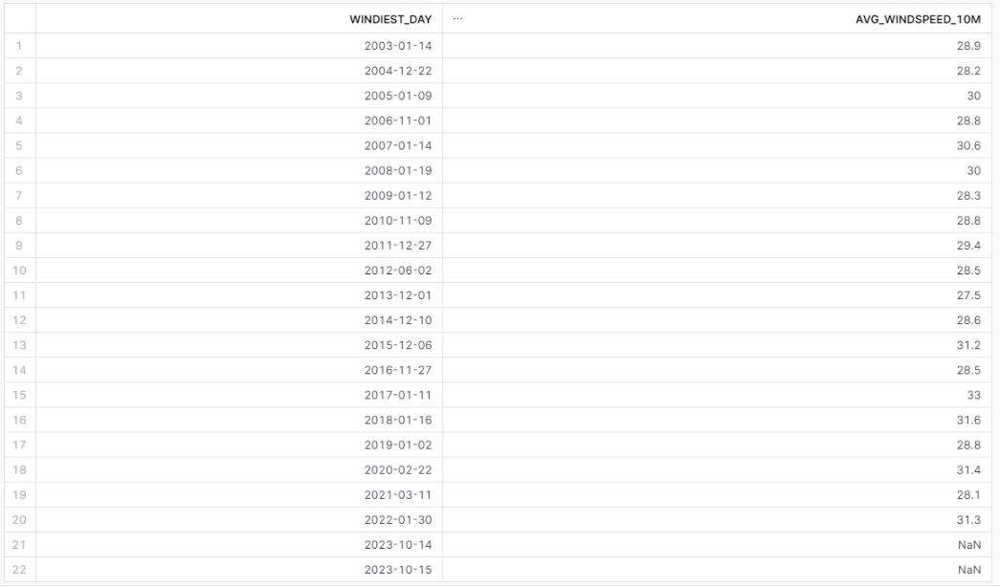 WINDIEST_DAY ... AVG_WINDSPEED_10M
1 2003-01-14 28.9
2 2004-12-22 28.2
3 2005-01-09 30
4 2006-11-01 28.8
5 2007-01-14 30.6
6 2008-01-19 30
7 2009-01-12 28.3
8 2010-11-09 28.8
9 2011-12-27 29.4
10 2012-06-02 28.5
11 2013-12-01 27.5
12 2014-12-10 28.6
13 2015-12-06 31.2
14 2016-11-27 28.5
15 2017-01-11 33
16 2018-01-16 31.6
17 2019-01-02 28.8
18 2020-02-22 31.4
19 2021-03-11 28.1
20 2022-01-30 31.3
21 2023-10-14 NaN
22 2023-10-15 NaN